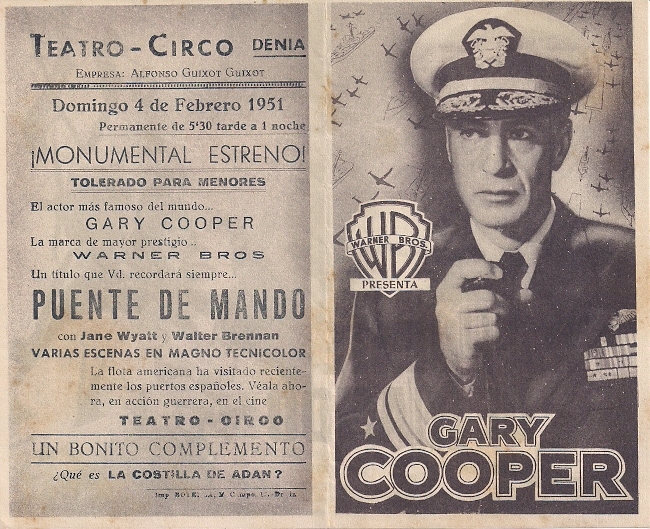 TEATRO-CIRCO DENIA
EMPRESA: ALFONSO GUIXOT GUIXOT
Domingo 4 de Febrero 1951
Permanente de 5'30 tarde a 1 noche
¡MONUMENTAL ESTRENO!
TOLERADO PARA MENORES
El actor más famoso del mundo...
GARY COOPER
La marca de mayor prestigio..
WARNER BROS
Un título que Vd. recordará siempre...
PUENTE DE MANDO
con Jane Wyatt y Walter Brennan
VARIAS ESCENAS EN MAGNO TECNICOLOR
La flota americana ha visitado reciente-
mente los puertos españoles. Véala aho-
ra, en acción guerrera, en el cine
TEATRO-CIRCO
UN BONITO COMPLEMENTO
¿Qué es LA COSTILLA DE ADAN?
Imp.
WB
WARNER BROS.
PRESENTA
GARY
COOPER